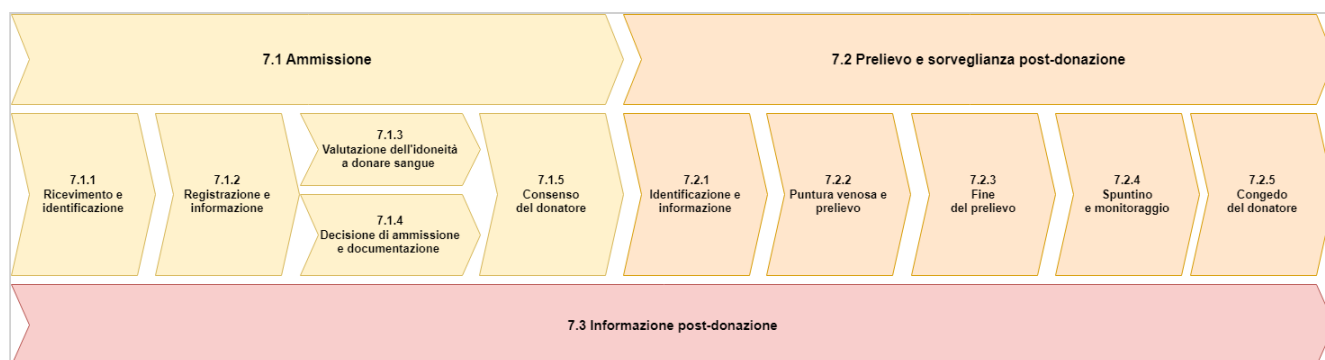 7.1 Ammissione
7.2 Prelievo e sorveglianza post-donazione
7.1.1
Ricevimento e
identificazione
7.1.2
Registrazione e
informazione
7.1.3
Valutazione dell'idoneità
a donare sangue
7.1.4
Decisione di ammissione
e documentazione
7.1.5
Consenso
del donatore
7.2.1
Identificazione e
informazione
7.2.2
Puntura venosa e
prelievo
7.2.3
Fine
del prelievo
7.2.4
Spuntino
e monitoraggio
7.2.5
Congedo
del donatore
7.3 Informazione post-donazione